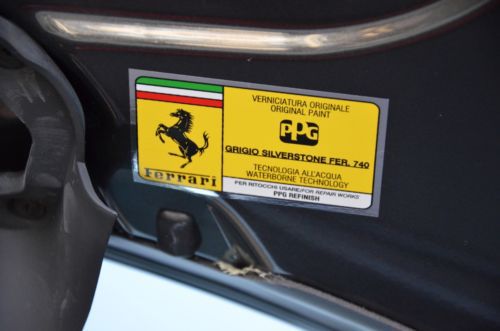 Ferrari
VERNICIATURA ORIGINALE
ORIGINAL PAINT
PPG
GRIGIO SILVERSTONE FER. 740
TECNOLOGIA ALL'ACQUA
WATERBORNE TECHNOLOGY
PER RITOCCHI USARE/FOR REPAIR WORKS
PPG REFINISH